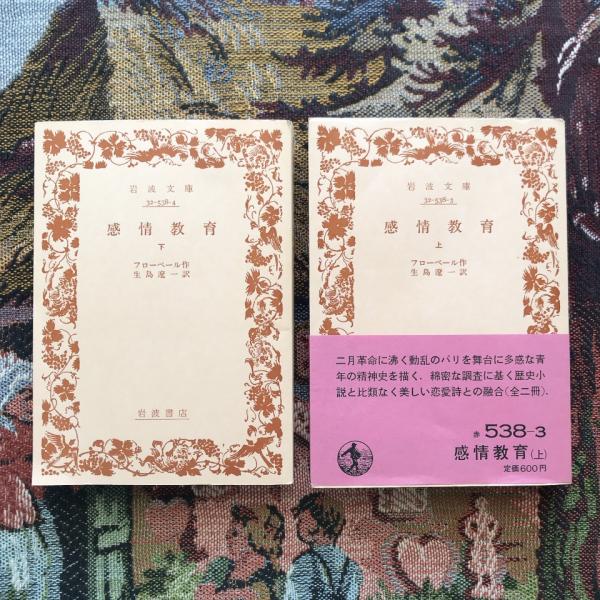 岩波文庫
32-538-4
感情教育
下
フローベール作
生島遼一訳
岩波書店
岩波文庫
32-538-3
感情教育
上
フローベール作
生島遼一訳
二月革命に沸く動乱のパリを舞台に多感な青
年の精神史を描く．綿密な調査に基く歴史小
説と比類なく美しい恋愛詩との融合（全二冊）．
赤 538-3
感情教育（上）
定価600円